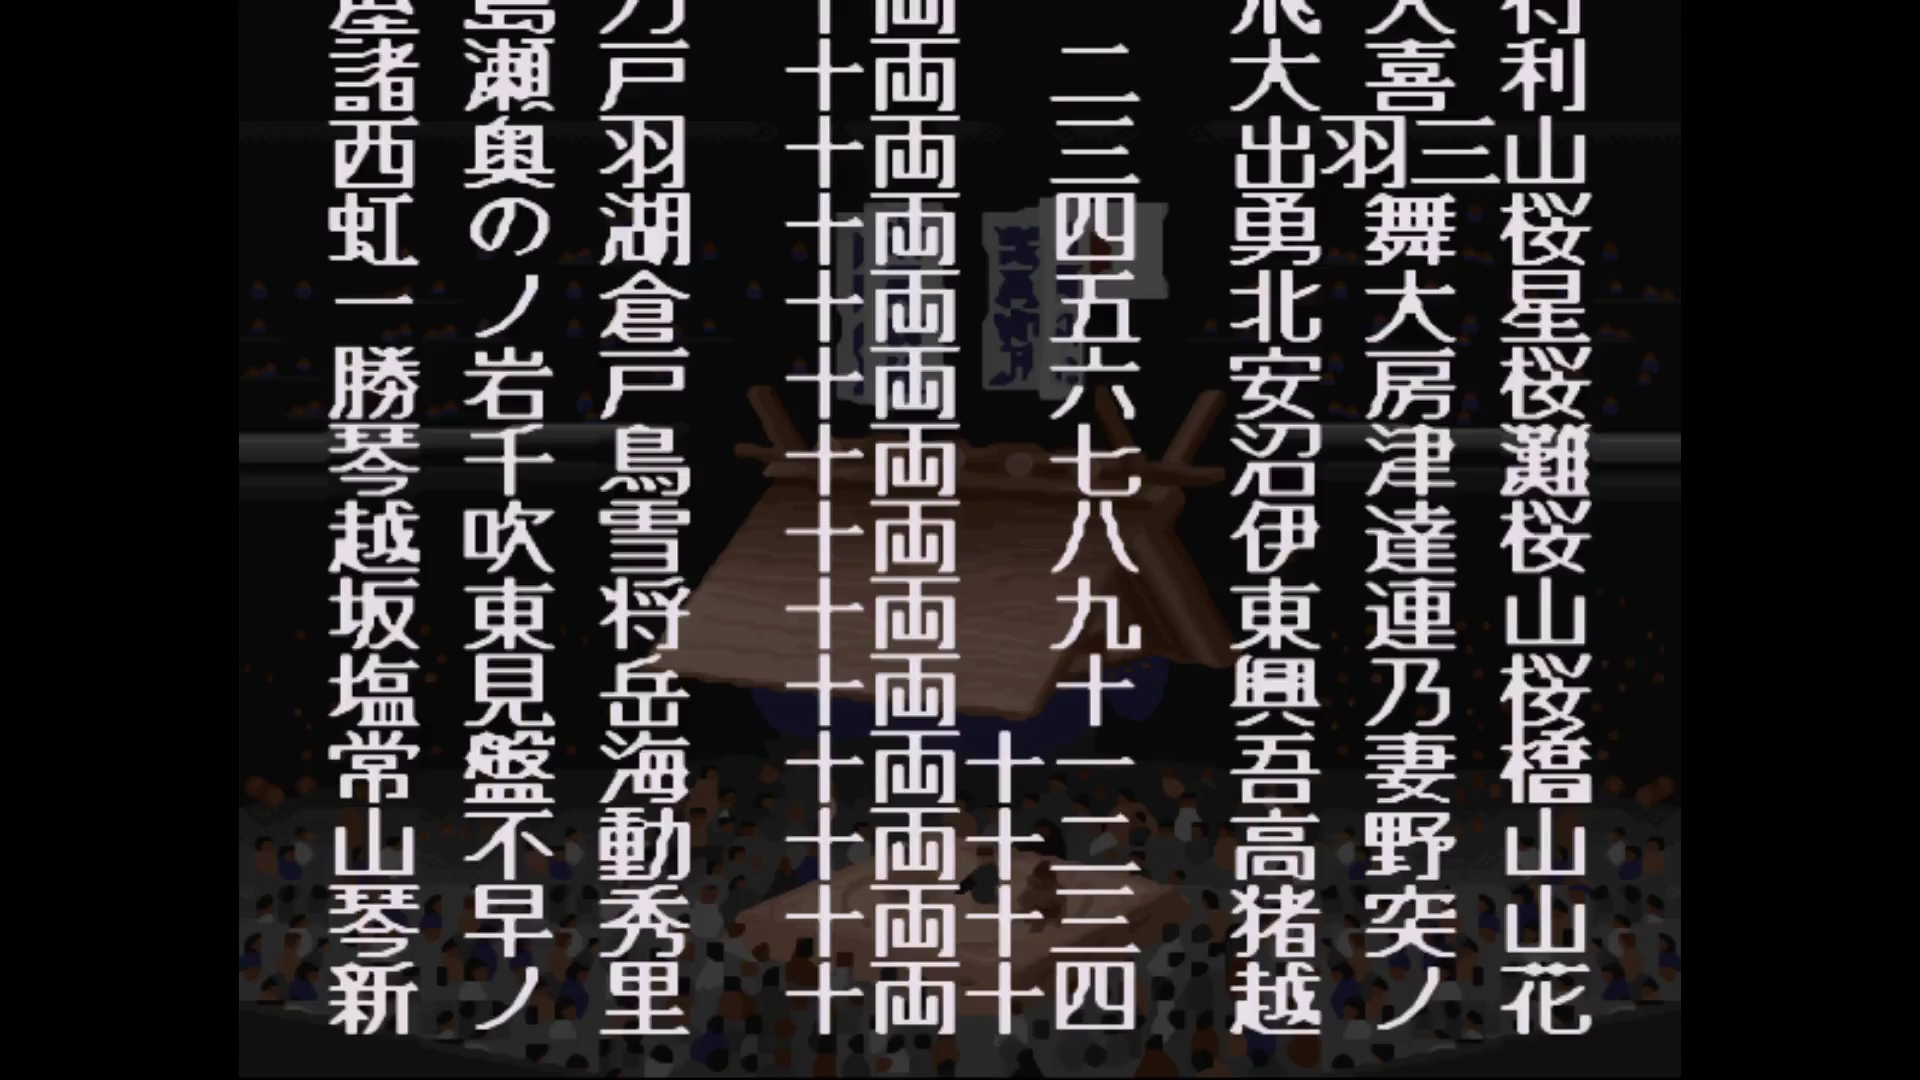 諸瀬戸 十両二 大喜利
西奥羽 十両三 出羽三山
虹の湖 十両四 勇舞桜
一ノ倉 十両五 北大星
勝岩戸 十両六 安房桜
琴千鳥 十両七 沼津灘
越吹雪 十両八 伊達桜
坂東将 十両九 東連山
塩見岳 十両十 興乃桜
常盤海 十両十一 吾妻橋
山不動 十両十二 高野山
琴早秀 十両十三 猪突山
新ノ里 十両十四 越ノ花